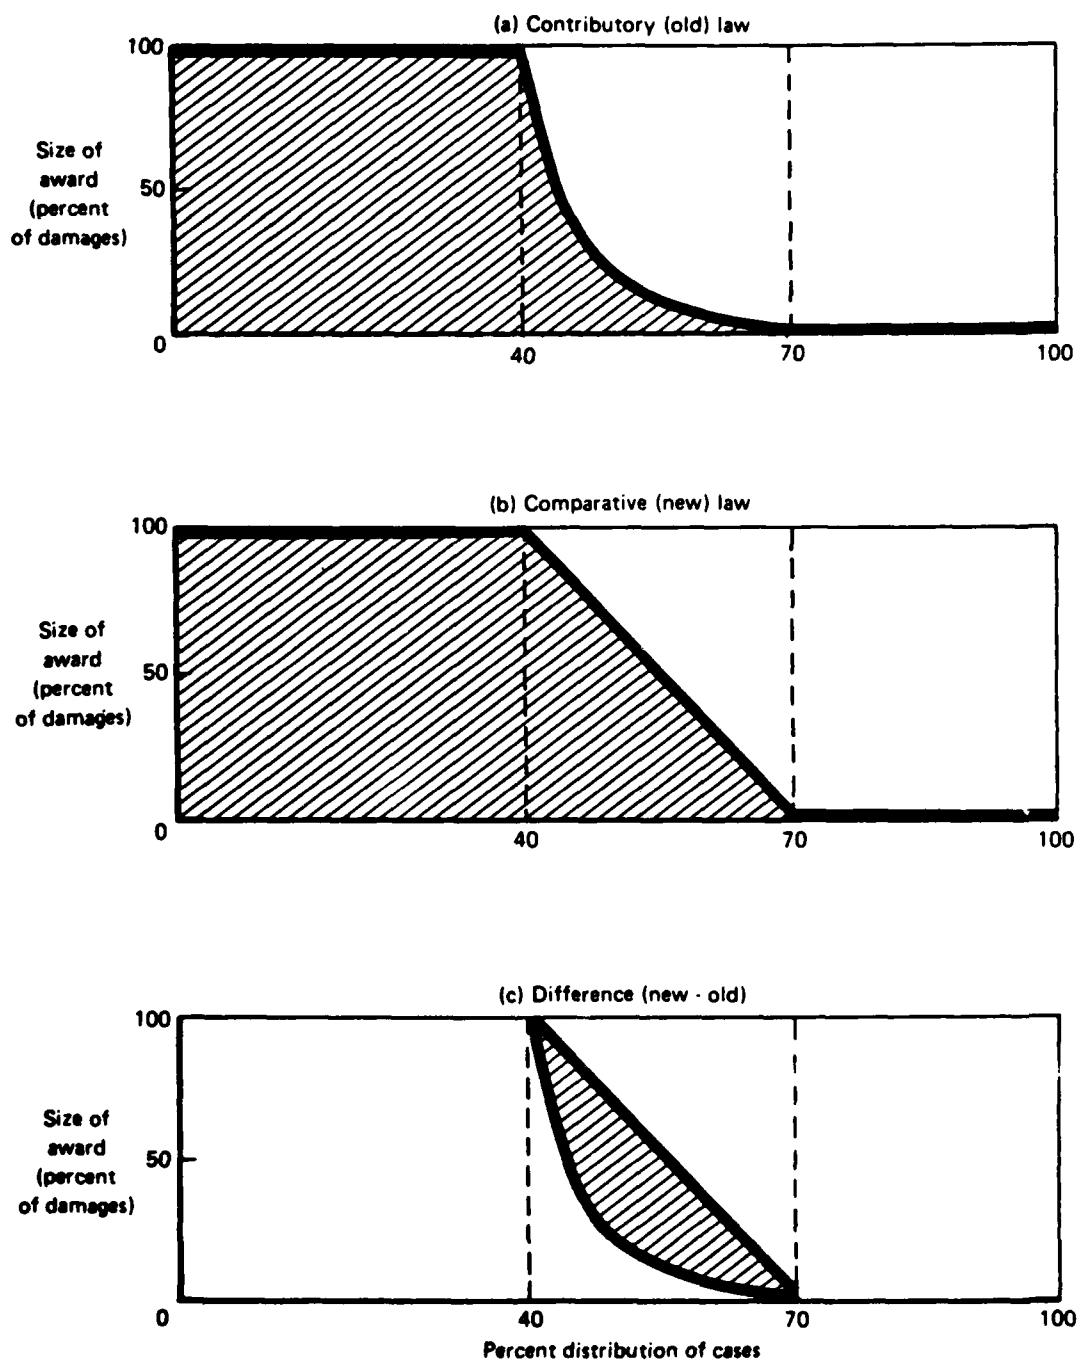 (a) Contributory (old) law
100
Size of
award
(percent
of damages)
50
0
40
70
100
(b) Comparative (new) law
100
Size of
award
(percent
of damages)
50
0
40
70
100
(c) Difference (new - old)
100
Size of
award
(percent
of damages)
50
0
40
70
100
Percent distribution of cases